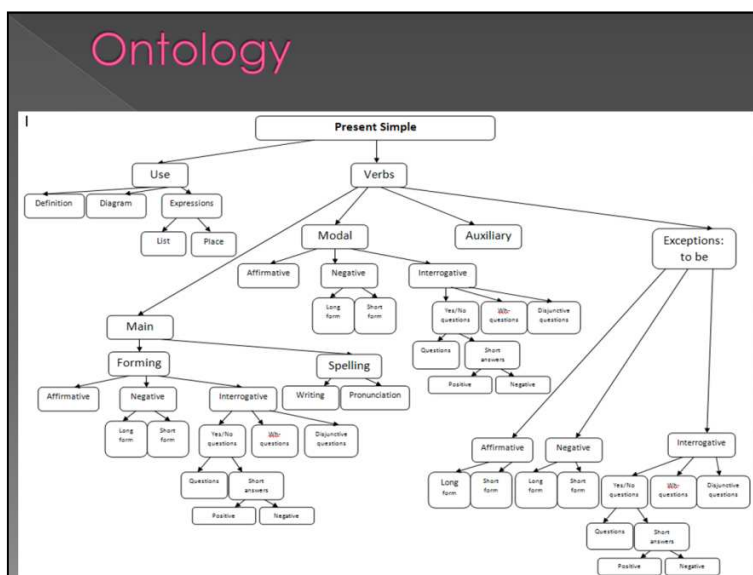 Ontology
I
Present Simple
Use
Verbs
Definition
Diagram
Expressions
List
Place
Modal
Auxiliary
Exceptions:
to be
Affirmative
Negative
Interrogative
Long
form
Short
form
Yes/No
questions
Wh-
questions
Disjunctive
questions
Questions
Short
answers
Positive
Negative
Main
Forming
Spelling
Writing
Pronunciation
Affirmative
Negative
Interrogative
Long
form
Short
form
Yes/No
questions
Wh-
questions
Disjunctive
questions
Questions
Short
answers
Positive
Negative
Affirmative
Negative
Interrogative
Long
form
Short
form
Long
form
Short
form
Yes/No
questions
Wh-
questions
Disjunctive
questions
Questions
Short
answers
Positive
Negative